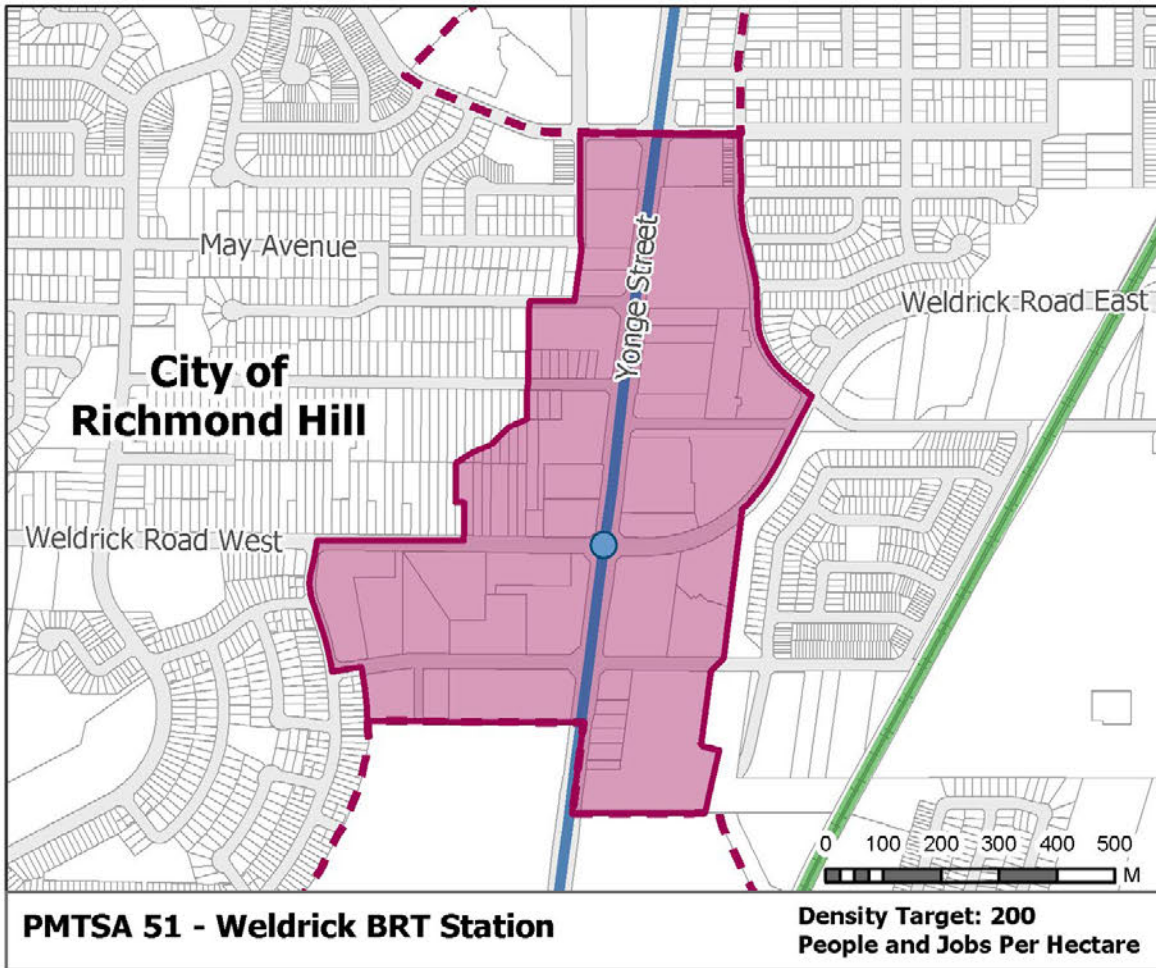 May Avenue
Yonge Street
Weldrick Road East
City of
Richmond Hill
Weldrick Road West
0 100 200 300 400 500
M
PMTSA 51 - Weldrick BRT Station
Density Target: 200
People and Jobs Per Hectare